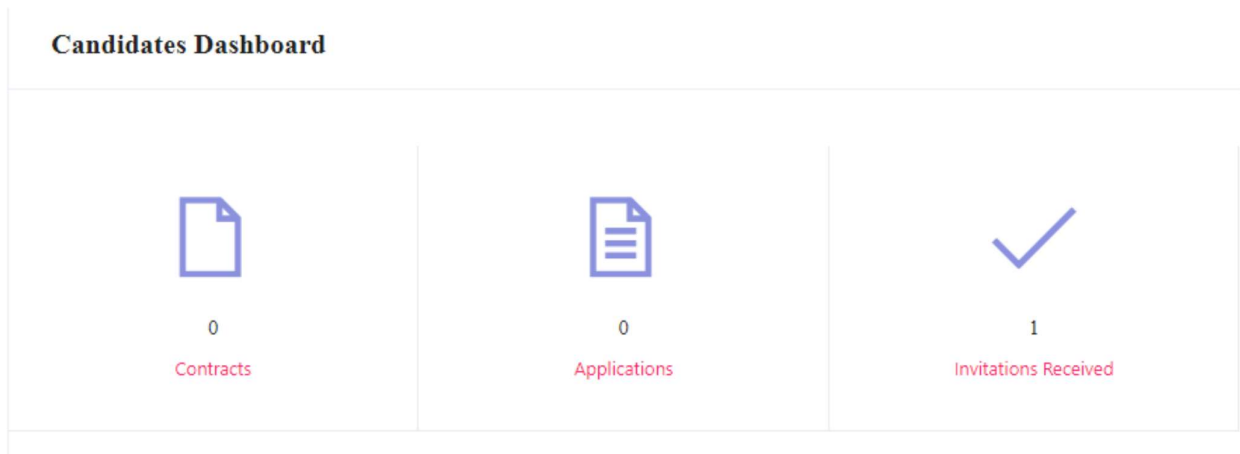 Candidates Dashboard
0
Contracts
0
Applications
1
Invitations Received